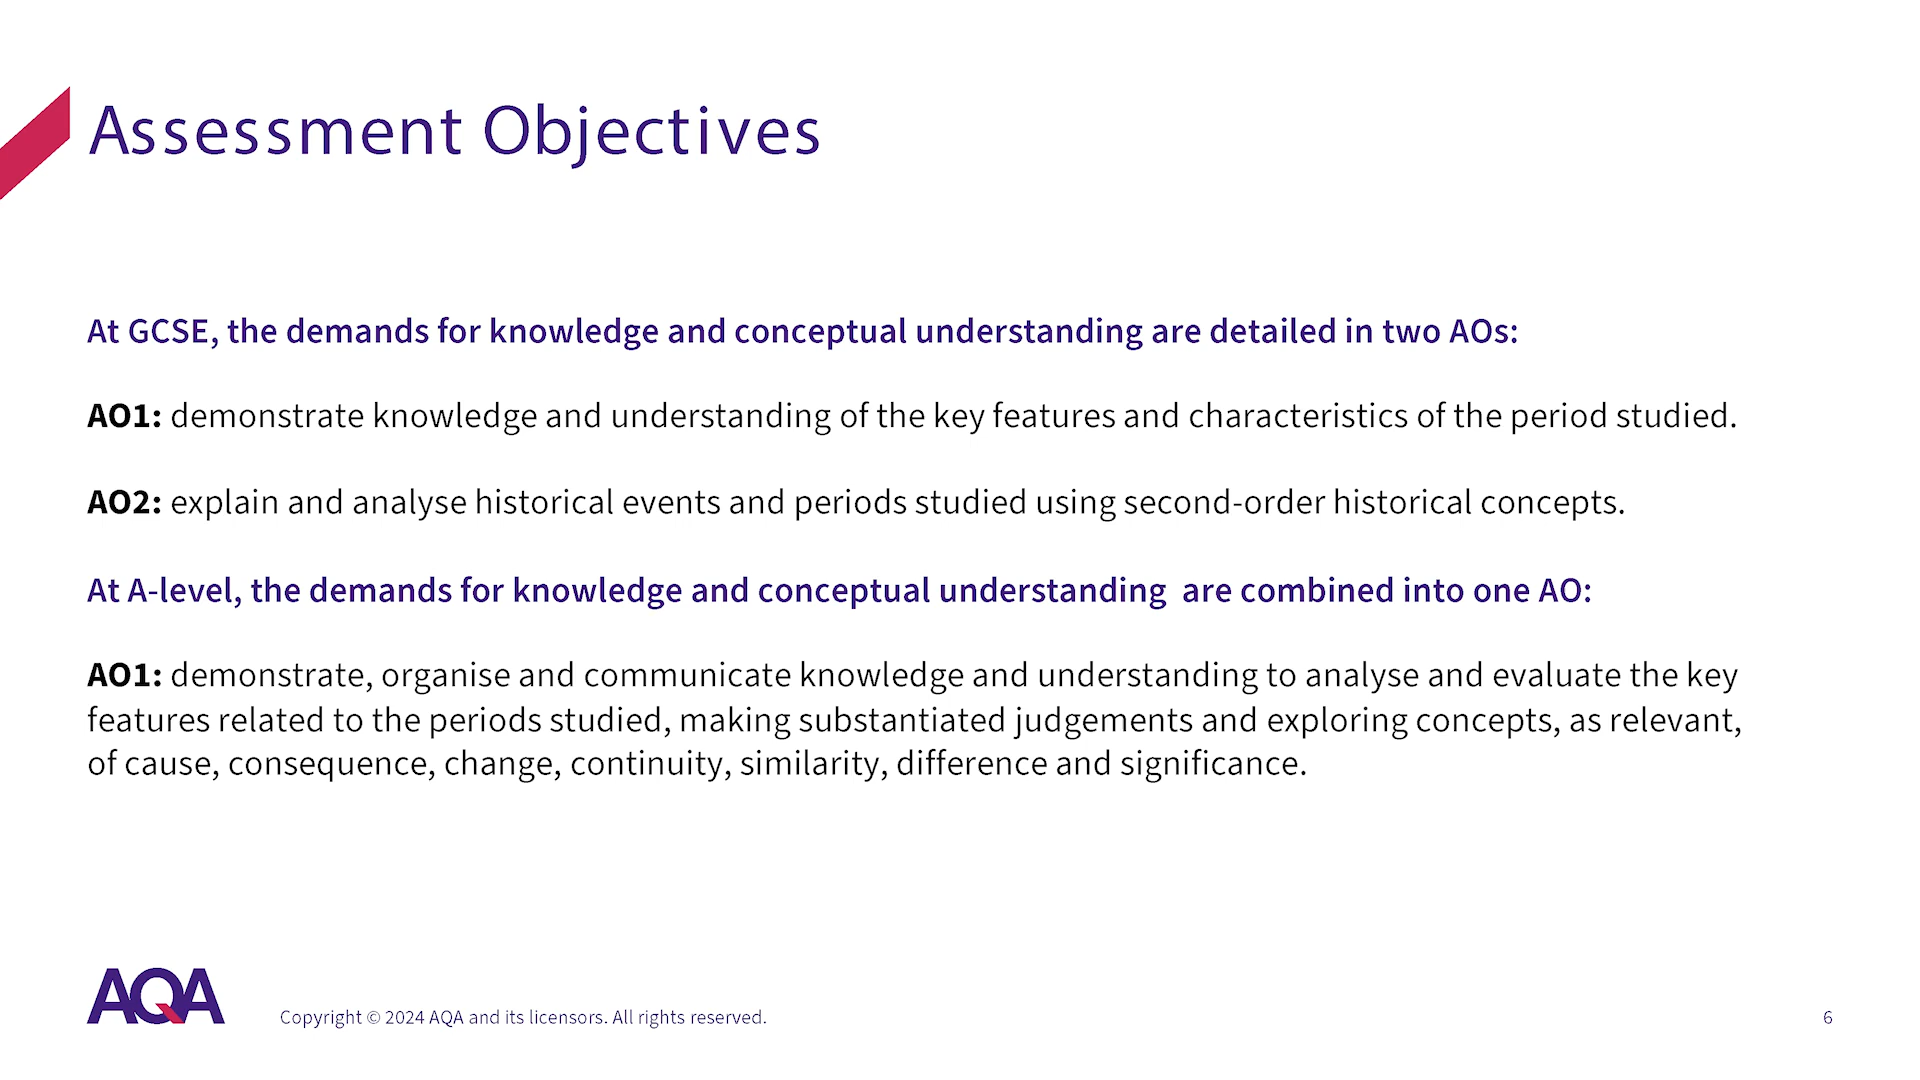 Assessment Objectives
At GCSE, the demands for knowledge and conceptual understanding are detailed in two AOs:
AO1: demonstrate knowledge and understanding of the key features and characteristics of the period studied.
AO2: explain and analyse historical events and periods studied using second-order historical concepts.
At A-level, the demands for knowledge and conceptual understanding  are combined into one AO:
AO1: demonstrate, organise and communicate knowledge and understanding to analyse and evaluate the key
features related to the periods studied, making substantiated judgements and exploring concepts, as relevant,
of cause, consequence, change, continuity, similarity, difference and significance.
AQA
Copyright © 2024 AQA and its licensors. All rights reserved.
6